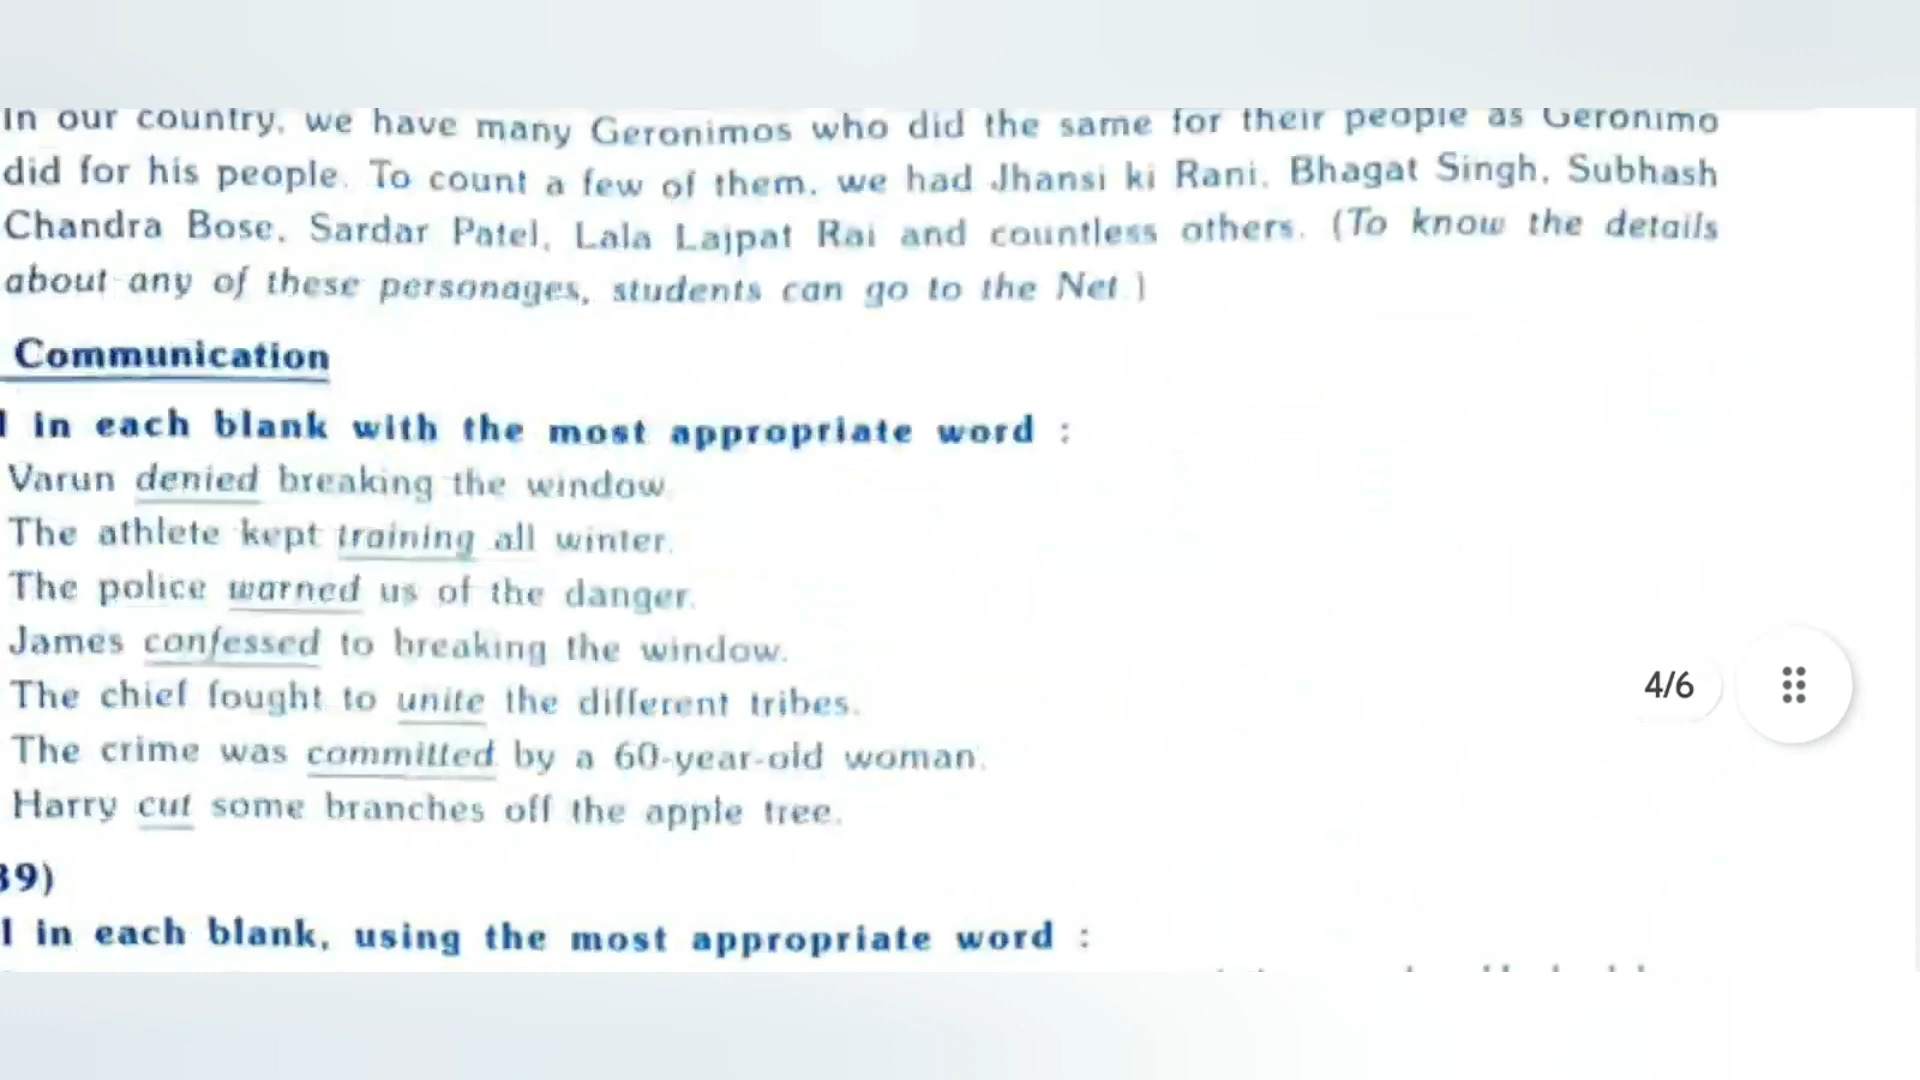 In our country, we have many Geronimos who did the same for their people as Geronimo
did for his people. To count a few of them, we had Jhansi ki Rani, Bhagat Singh, Subhash
Chandra Bose, Sardar Patel, Lala Lajpat Rai and countless others. (To know the details
about any of these personages, students can go to the Net.)
Communication
l in each blank with the most appropriate word :
Varun denied breaking the window.
The athlete kept training all winter.
The police warned us of the danger.
James confessed to breaking the window.
The chief fought to unite the different tribes.
4/6
The crime was committed by a 60-year-old woman.
Harry cut some branches off the apple tree.
39)
l in each blank, using the most appropriate word :